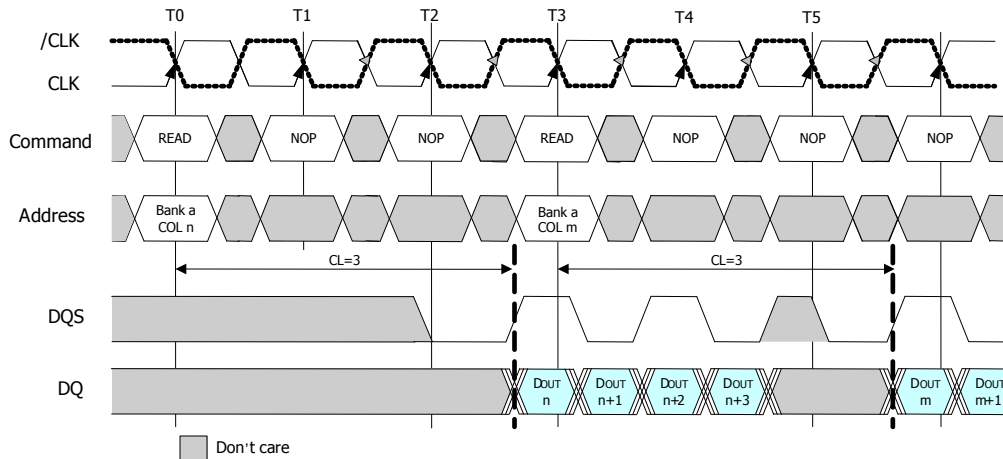 T0 T1 T2 T3 T4 T5
/CLK
CLK
Command READ NOP NOP READ NOP NOP NOP
Address Bank a COL n Bank a COL m
CL=3 CL=3
DQS
DQ DOUT n DOUT n+1 DOUT n+2 DOUT n+3 DOUT m DOUT m+1
Don't care